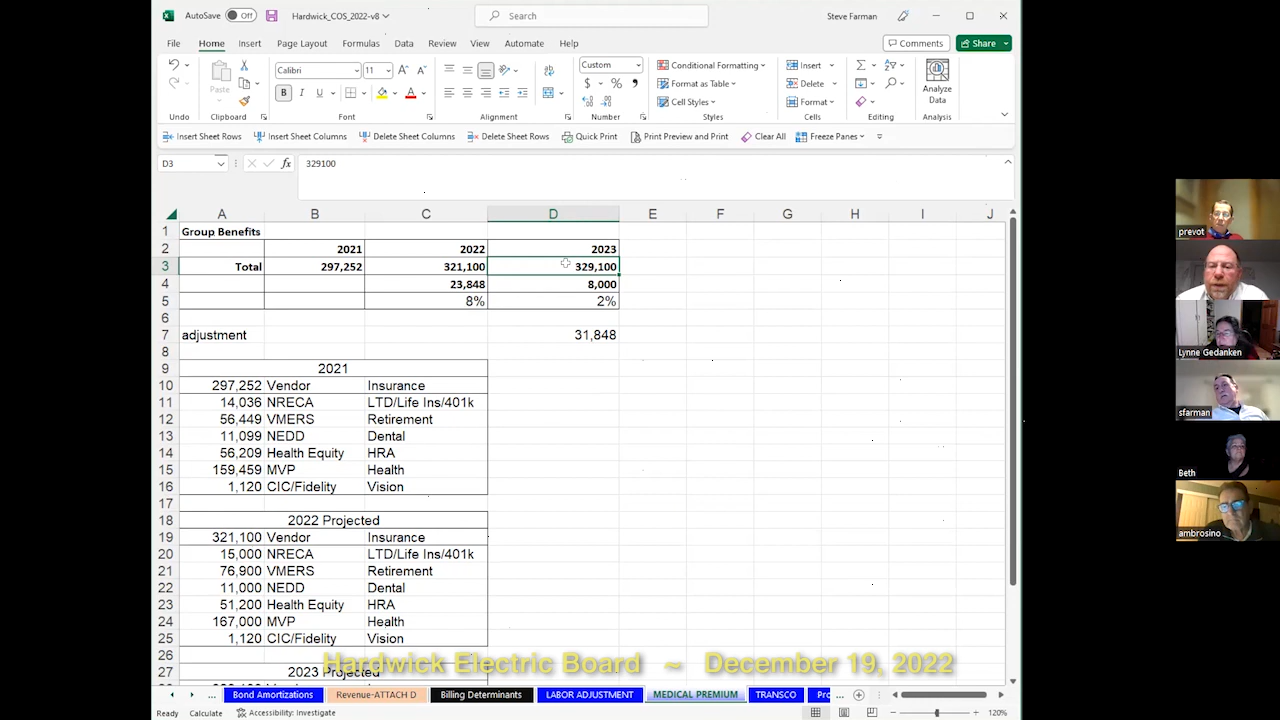 AutoSave Off Hardwick_COS_2022-v8 Search Steve Farman
File Home Insert Page Layout Formulas Data Review View Automate Help Comments Share
Calibri 11 Custom Conditional Formatting Insert
Paste $ % , Format as Table Delete Analyze
B I U A Cell Styles Format Data
Undo Clipboard Font Alignment Number Styles Cells Editing Analysis
Insert Sheet Rows Insert Sheet Columns Delete Sheet Columns Delete Sheet Rows Quick Print Print Preview and Print Clear All Freeze Panes
D3 fx 329100
A B C D E F G H I J
1 Group Benefits
2 2021 2022 2023
3 Total 297,252 321,100 329,100
4 23,848 8,000
5 8% 2%
6
7 adjustment 31,848
8
9 2021
10 297,252 Vendor Insurance
11 14,036 NRECA LTD/Life Ins/401k
12 56,449 VMERS Retirement
13 11,099 NEDD Dental
14 56,209 Health Equity HRA
15 159,459 MVP Health
16 1,120 CIC/Fidelity Vision
17
18 2022 Projected
19 321,100 Vendor Insurance
20 15,000 NRECA LTD/Life Ins/401k
21 76,900 VMERS Retirement
22 11,000 NEDD Dental
23 51,200 Health Equity HRA
24 167,000 MVP Health
25 1,120 CIC/Fidelity Vision
26
27 2023 Projected
Hardwick Electric Board ~ December 19, 2022
... Bond Amortizations Revenue-ATTACH D Billing Determinants LABOR ADJUSTMENT MEDICAL PREMIUM TRANSCO Pro ...
Ready Calculate Accessibility: Investigate 120%
prevot
Lynne Gedanken
sfarman
Beth
ambrosino